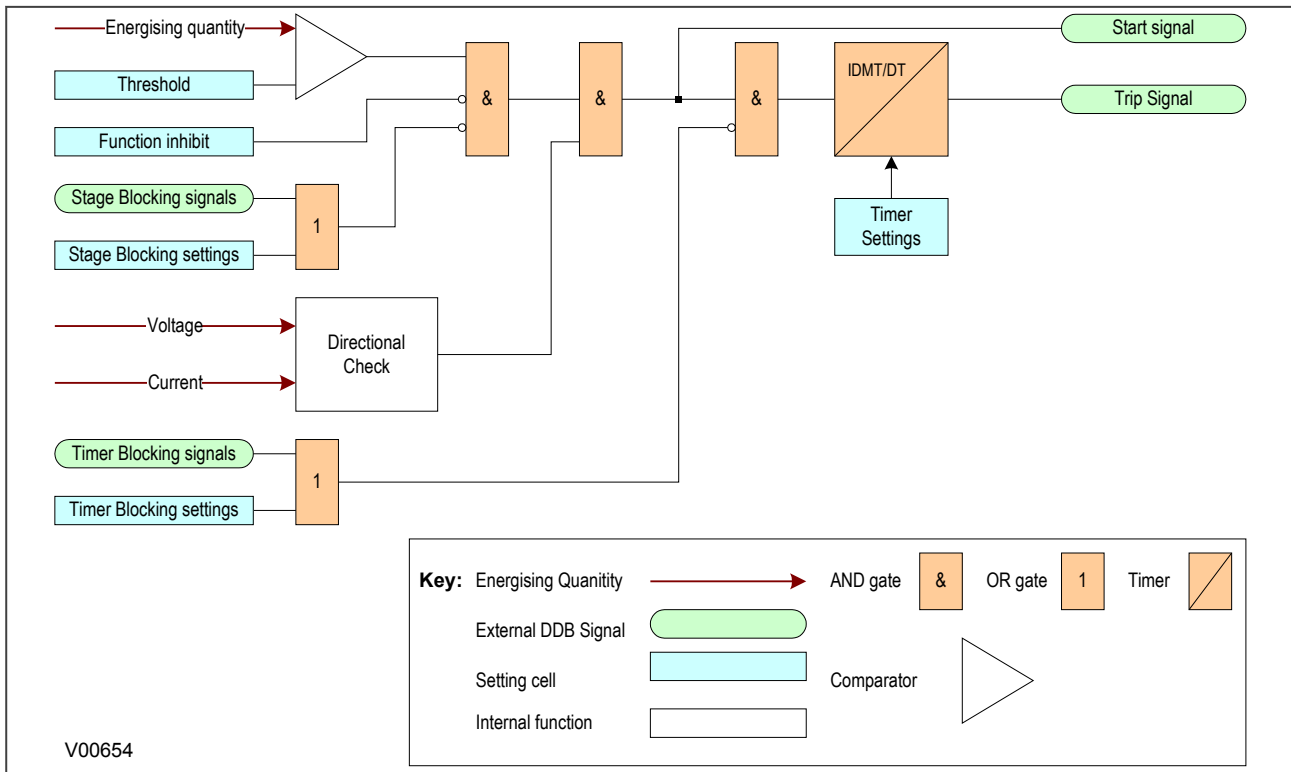 Energising quantity
Start signal
Threshold
IDMT/DT
Trip Signal
&
&
&
Function inhibit
Stage Blocking signals
1
Stage Blocking settings
Timer
Settings
Voltage
Directional
Check
Current
Timer Blocking signals
1
Timer Blocking settings
Key: Energising Quanitity
AND gate & OR gate 1 Timer
External DDB Signal
Setting cell
Comparator
Internal function
V00654